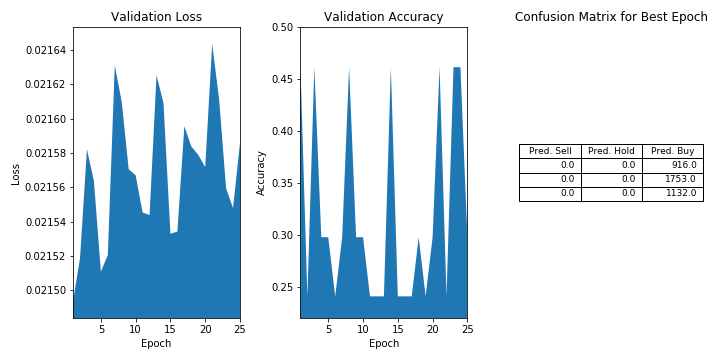 Validation Loss
Loss
0.02164
0.02162
0.02160
0.02158
0.02156
0.02154
0.02152
0.02150
5 10 15 20 25
Epoch
Validation Accuracy
Accuracy
0.50
0.45
0.40
0.35
0.30
0.25
5 10 15 20 25
Epoch
Confusion Matrix for Best Epoch
Pred. Sell Pred. Hold Pred. Buy
0.0 0.0 916.0
0.0 0.0 1753.0
0.0 0.0 1132.0